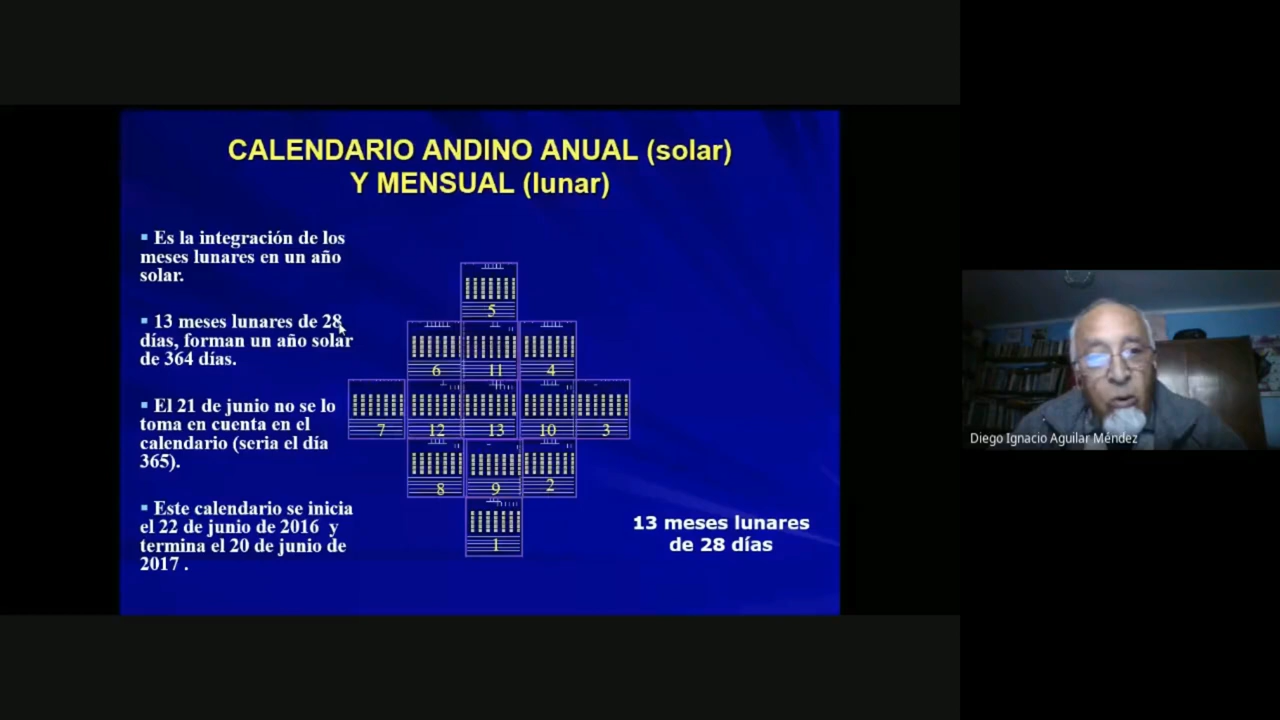 CALENDARIO ANDINO ANUAL (solar)
Y MENSUAL (lunar)
▪ Es la integración de los
meses lunares en un año
solar.
▪ 13 meses lunares de 28
días, forman un año solar
de 364 días.
▪ El 21 de junio no se lo
toma en cuenta en el
calendario (seria el día
365).
▪ Este calendario se inicia
el 22 de junio de 2016 y
termina el 20 de junio de
2017 .
5
6 11 4
7 12 13 10 3
8 9 2
1
13 meses lunares
de 28 días
Diego Ignacio Aguilar Méndez